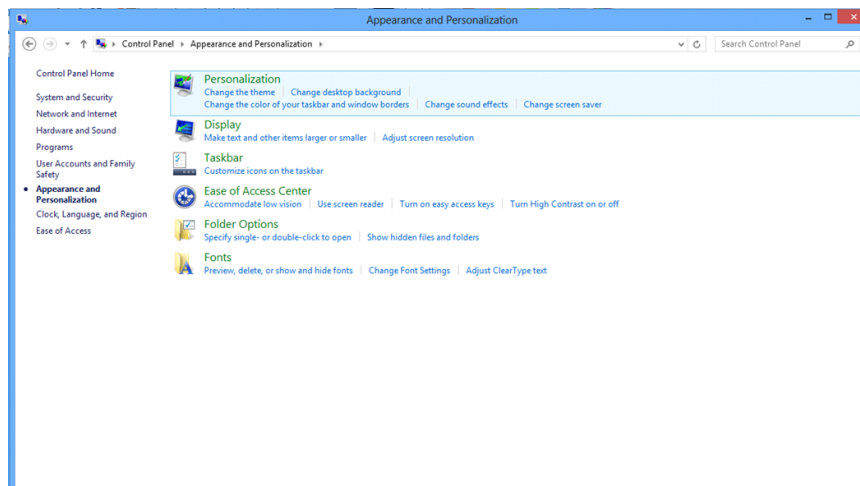 Appearance and Personalization
Control Panel Appearance and Personalization
Search Control Panel
Control Panel Home
System and Security
Network and Internet
Hardware and Sound
Programs
User Accounts and Family
Safety
Appearance and
Personalization
Clock, Language, and Region
Ease of Access
Personalization
Change the theme Change desktop background
Change the color of your taskbar and window borders Change sound effects Change screen saver
Display
Make text and other items larger or smaller Adjust screen resolution
Taskbar
Customize icons on the taskbar
Ease of Access Center
Accommodate low vision Use screen reader Turn on easy access keys Turn High Contrast on or off
Folder Options
Specify single- or double-click to open Show hidden files and folders
Fonts
Preview, delete, or show and hide fonts Change Font Settings Adjust ClearType text